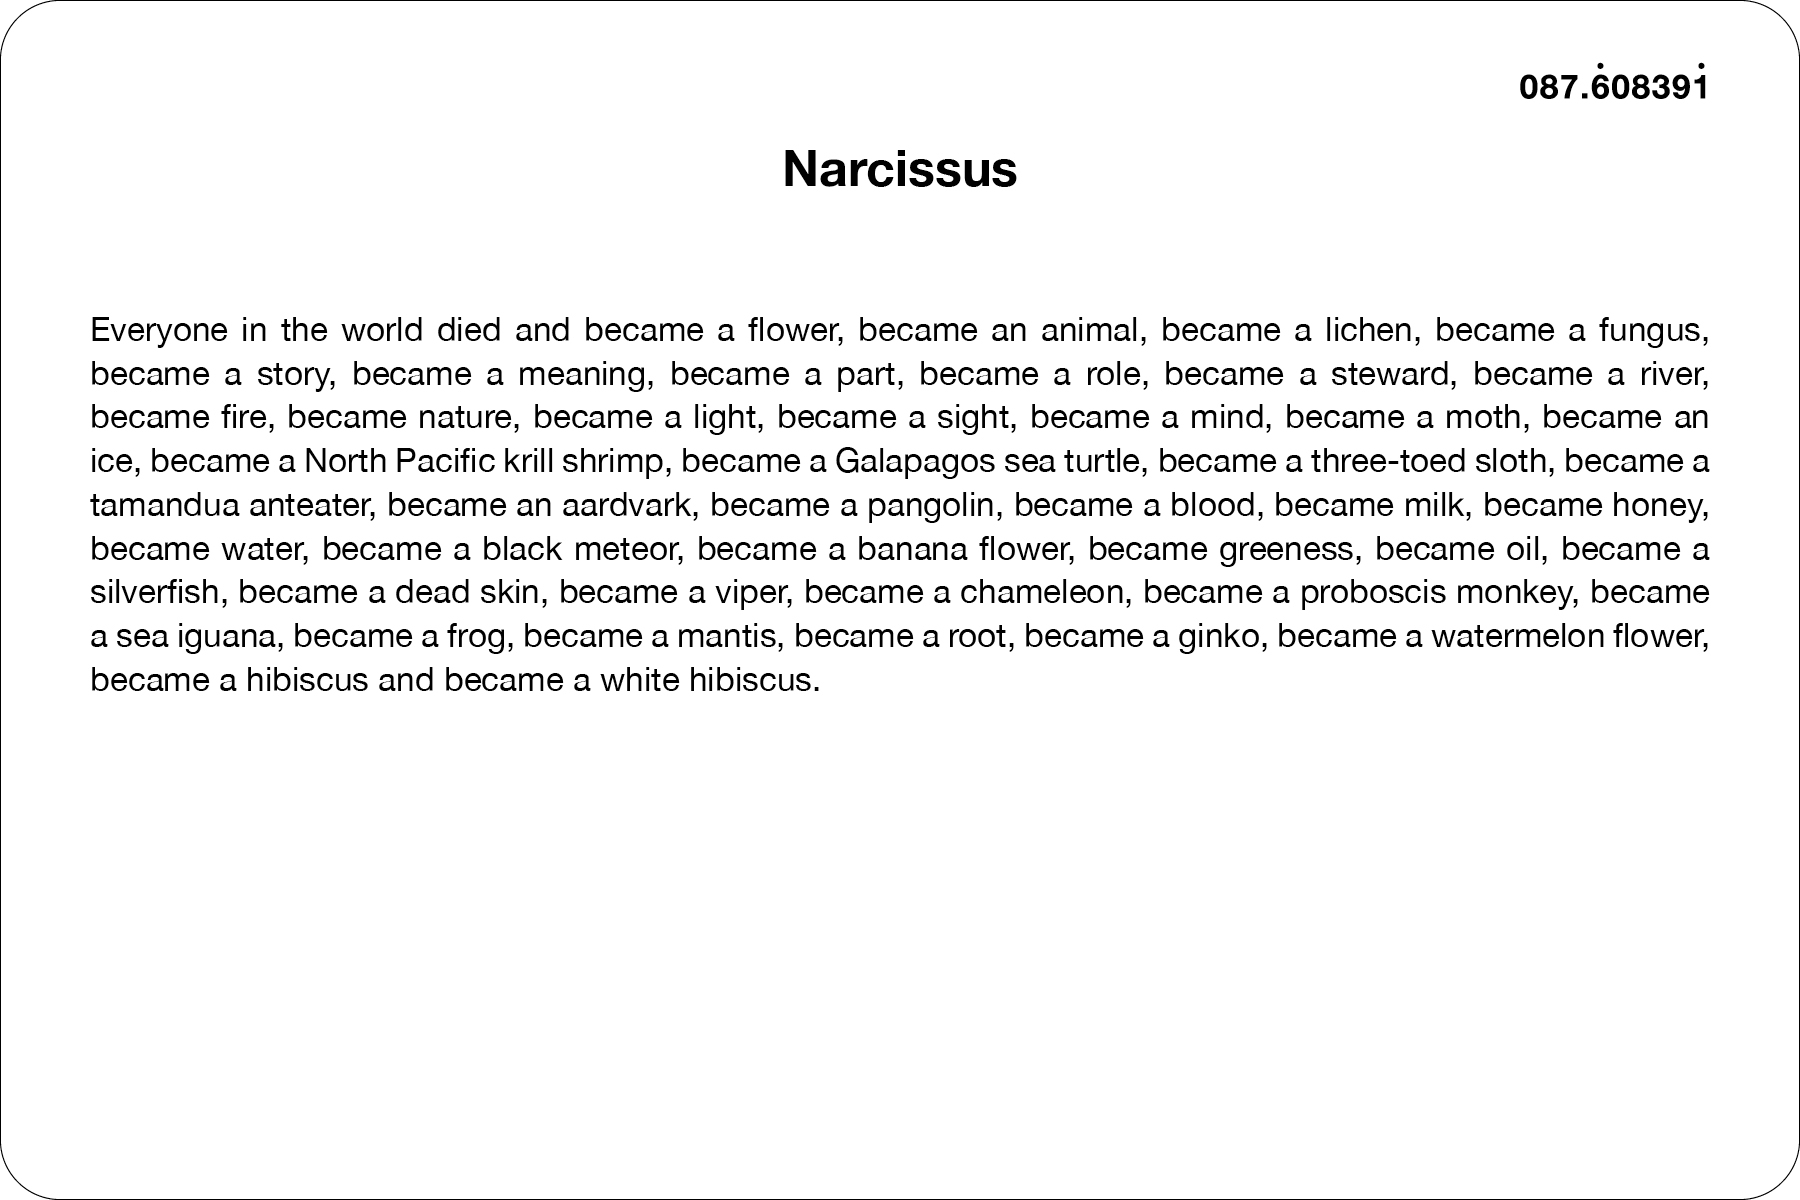 087.6̇08391̇
Narcissus
Everyone in the world died and became a flower, became an animal, became a lichen, became a fungus,
became a story, became a meaning, became a part, became a role, became a steward, became a river,
became fire, became nature, became a light, became a sight, became a mind, became a moth, became an
ice, became a North Pacific krill shrimp, became a Galapagos sea turtle, became a three-toed sloth, became a
tamandua anteater, became an aardvark, became a pangolin, became a blood, became milk, became honey,
became water, became a black meteor, became a banana flower, became greeness, became oil, became a
silverfish, became a dead skin, became a viper, became a chameleon, became a proboscis monkey, became
a sea iguana, became a frog, became a mantis, became a root, became a ginko, became a watermelon flower,
became a hibiscus and became a white hibiscus.